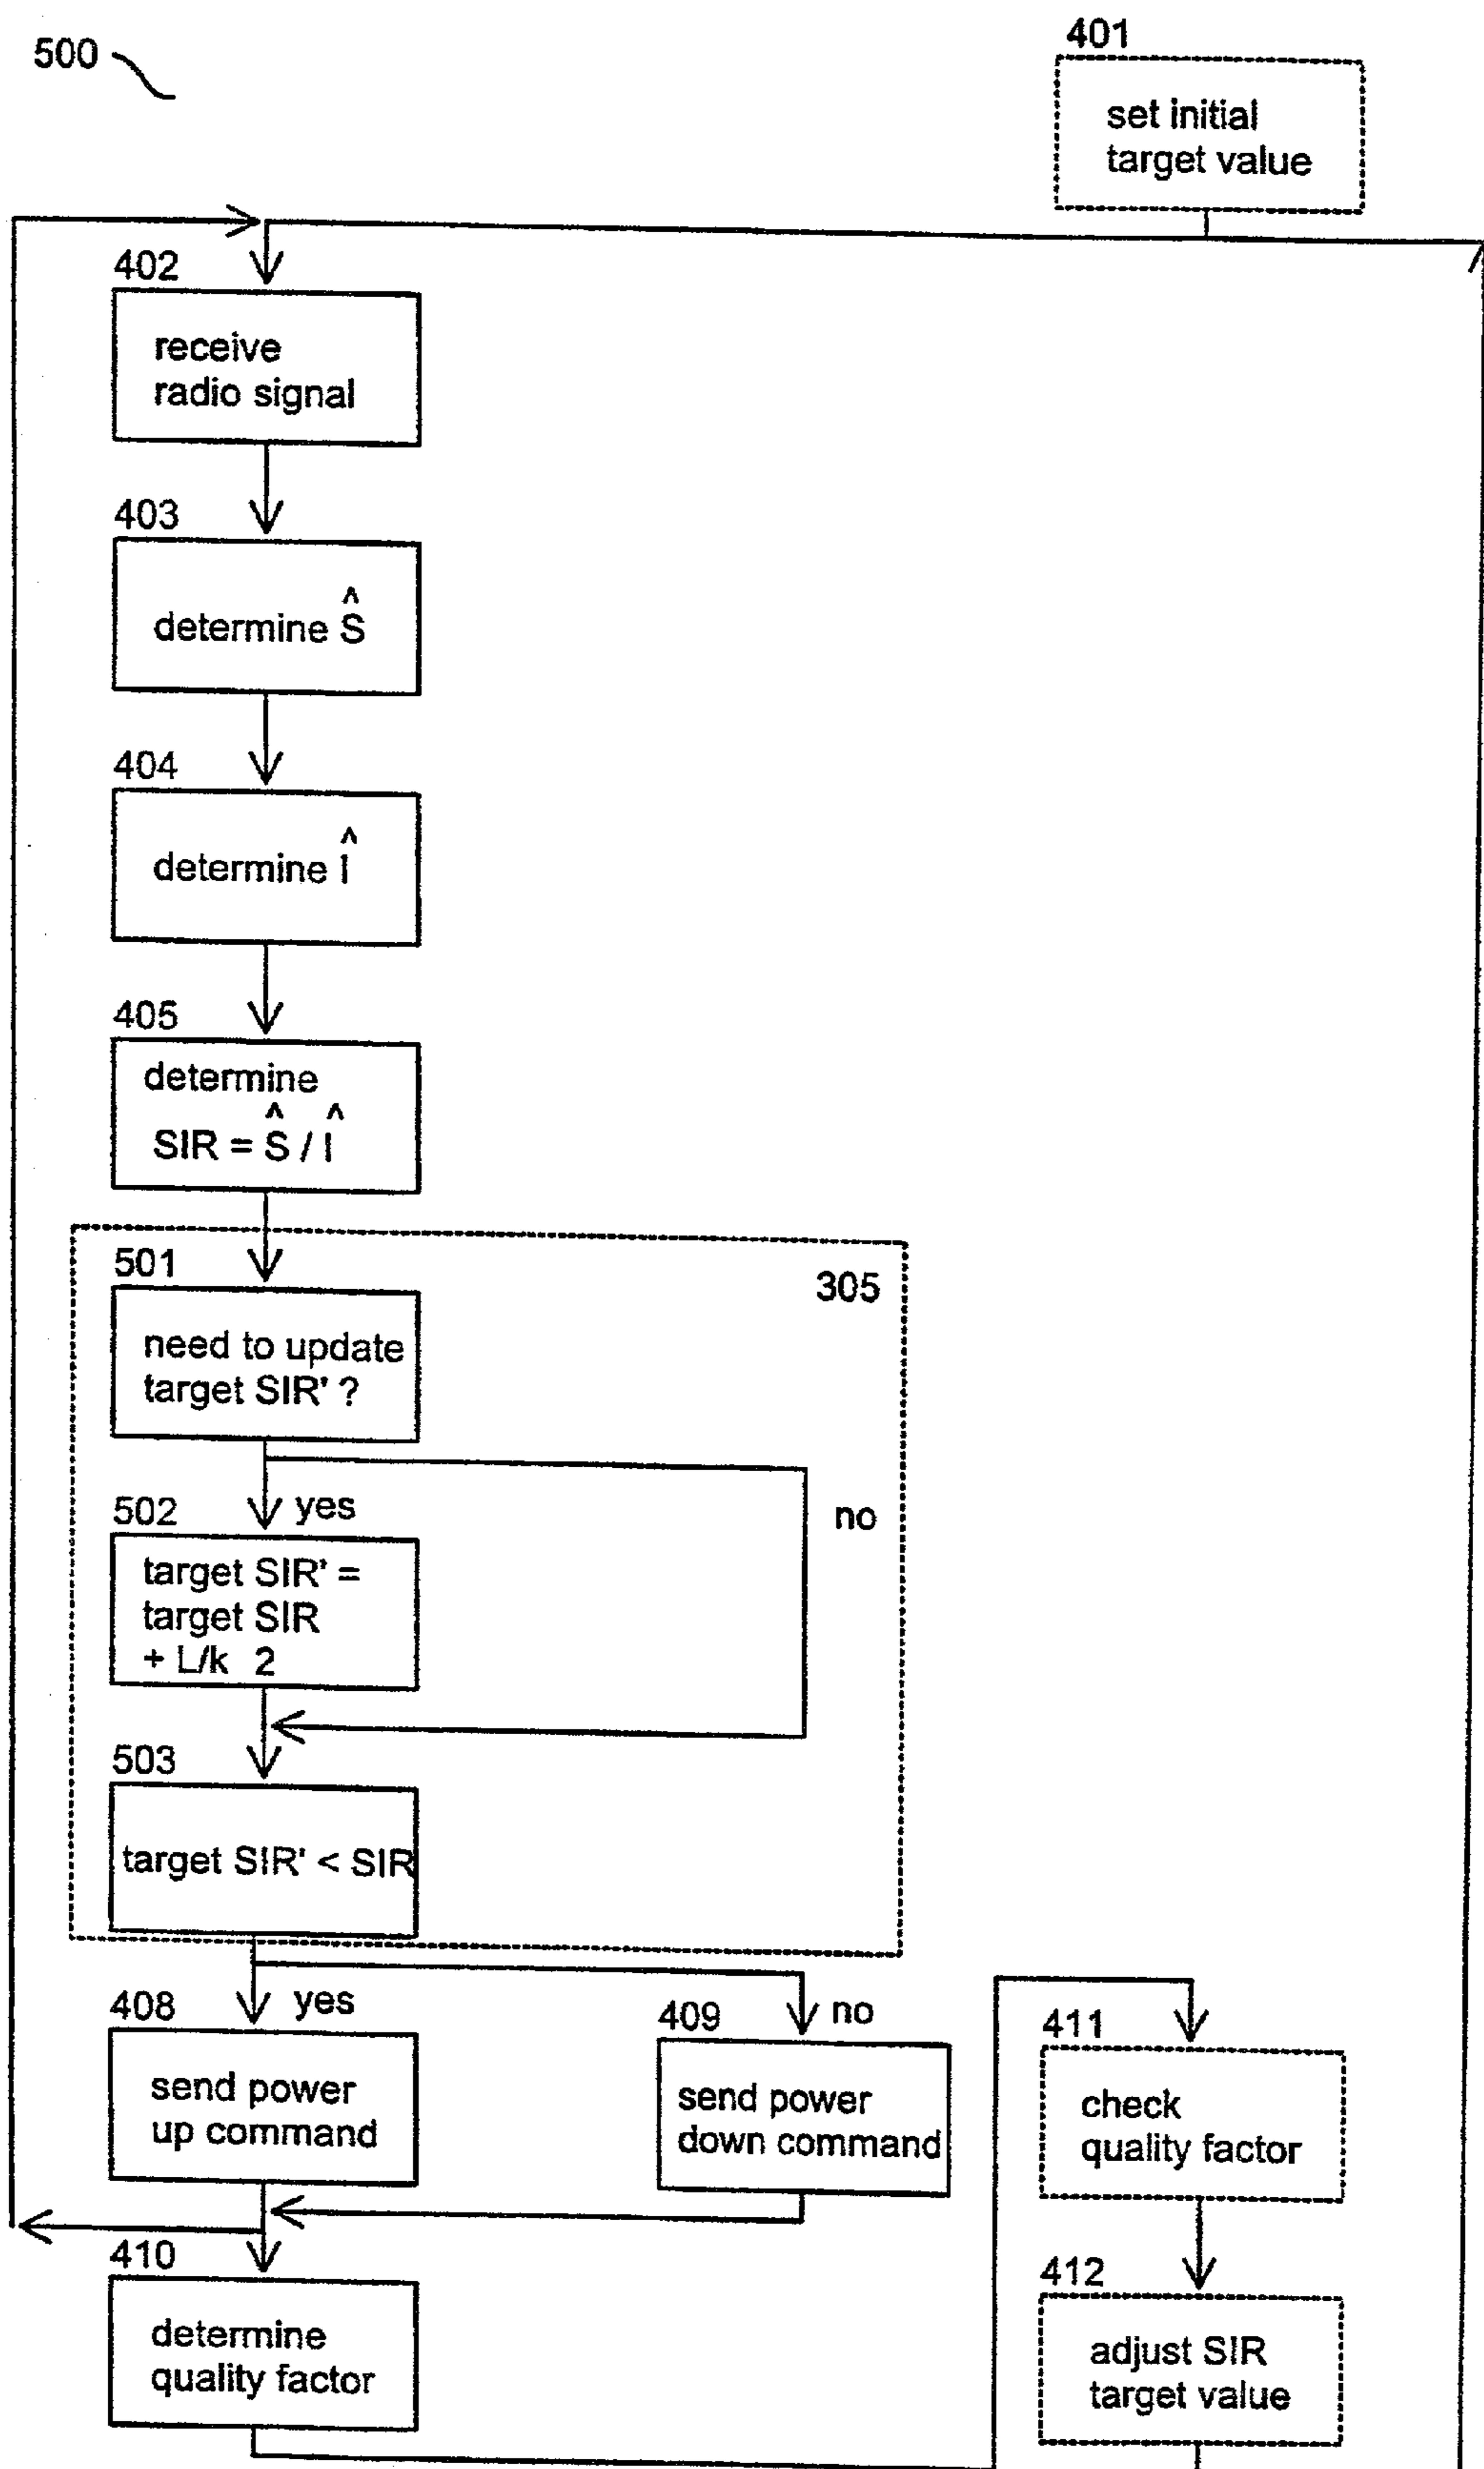 500
401
set initial
target value
402
receive
radio signal
403
determine Ŝ
404
determine Î
405
determine
SIR = Ŝ / Î
305
501
need to update
target SIR' ?
yes
no
502
target SIR' =
target SIR
+ L/k 2
503
target SIR' < SIR
yes
no
408
send power
up command
409
send power
down command
410
determine
quality factor
411
check
quality factor
412
adjust SIR
target value